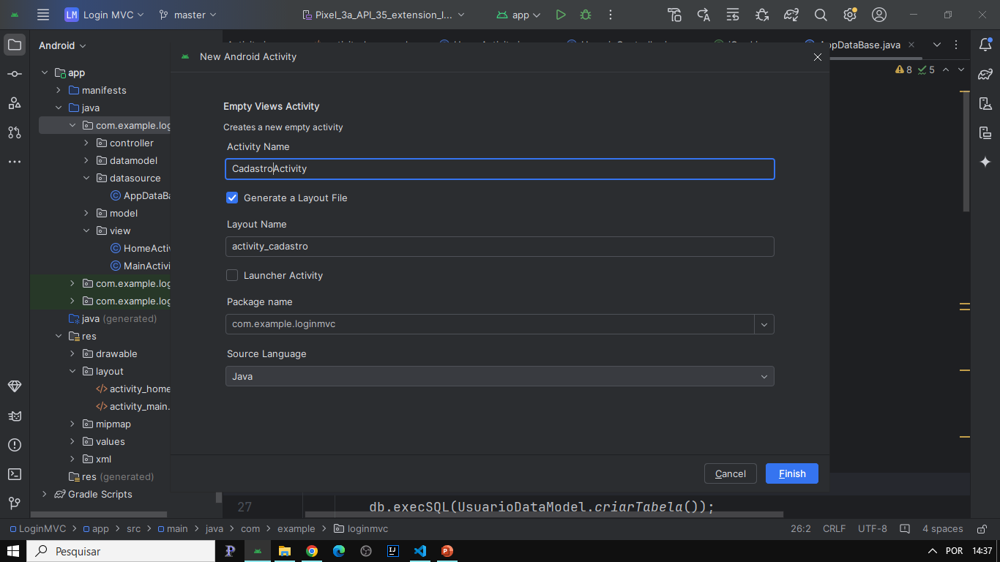 LM Login MVC
master
Pixel_3a_API_35_extension_l...
app
Android
AppDataBase.java
New Android Activity
8 5
app
manifests
java
com.example.log
controller
datamodel
datasource
AppDataBa
model
view
HomeActiv
MainActivi
com.example.log
com.example.log
java (generated)
res
drawable
layout
activity_home
activity_main.
mipmap
values
xml
res (generated)
Gradle Scripts
Empty Views Activity
Creates a new empty activity
Activity Name
CadastroActivity
Generate a Layout File
Layout Name
activity_cadastro
Launcher Activity
Package name
com.example.loginmvc
Source Language
Java
Cancel
Finish
27 db.execSQL(UsuarioDataModel.criarTabela());
LoginMVC > app > src > main > java > com > example > loginmvc
26:2 CRLF UTF-8 4 spaces
Pesquisar
POR 14:37